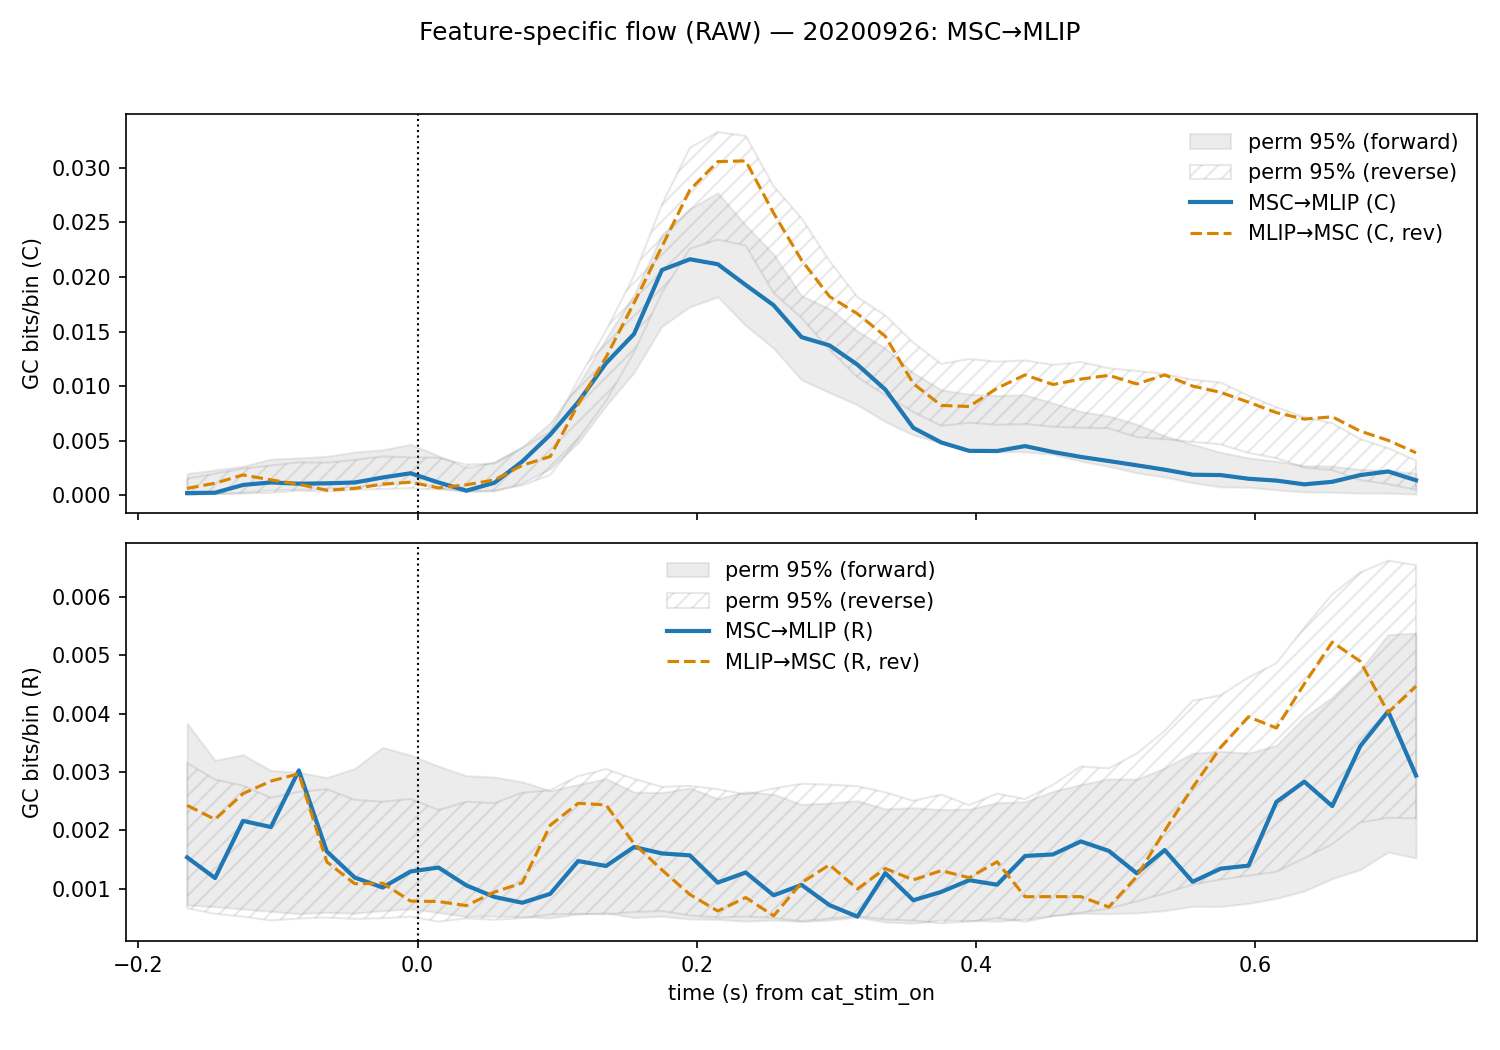 Feature-specific flow (RAW) — 20200926: MSC→MLIP
GC bits/bin (C)
0.030
0.025
0.020
0.015
0.010
0.005
0.000
perm 95% (forward)
perm 95% (reverse)
MSC→MLIP (C)
MLIP→MSC (C, rev)
GC bits/bin (R)
0.006
0.005
0.004
0.003
0.002
0.001
perm 95% (forward)
perm 95% (reverse)
MSC→MLIP (R)
MLIP→MSC (R, rev)
−0.2 0.0 0.2 0.4 0.6
time (s) from cat_stim_on